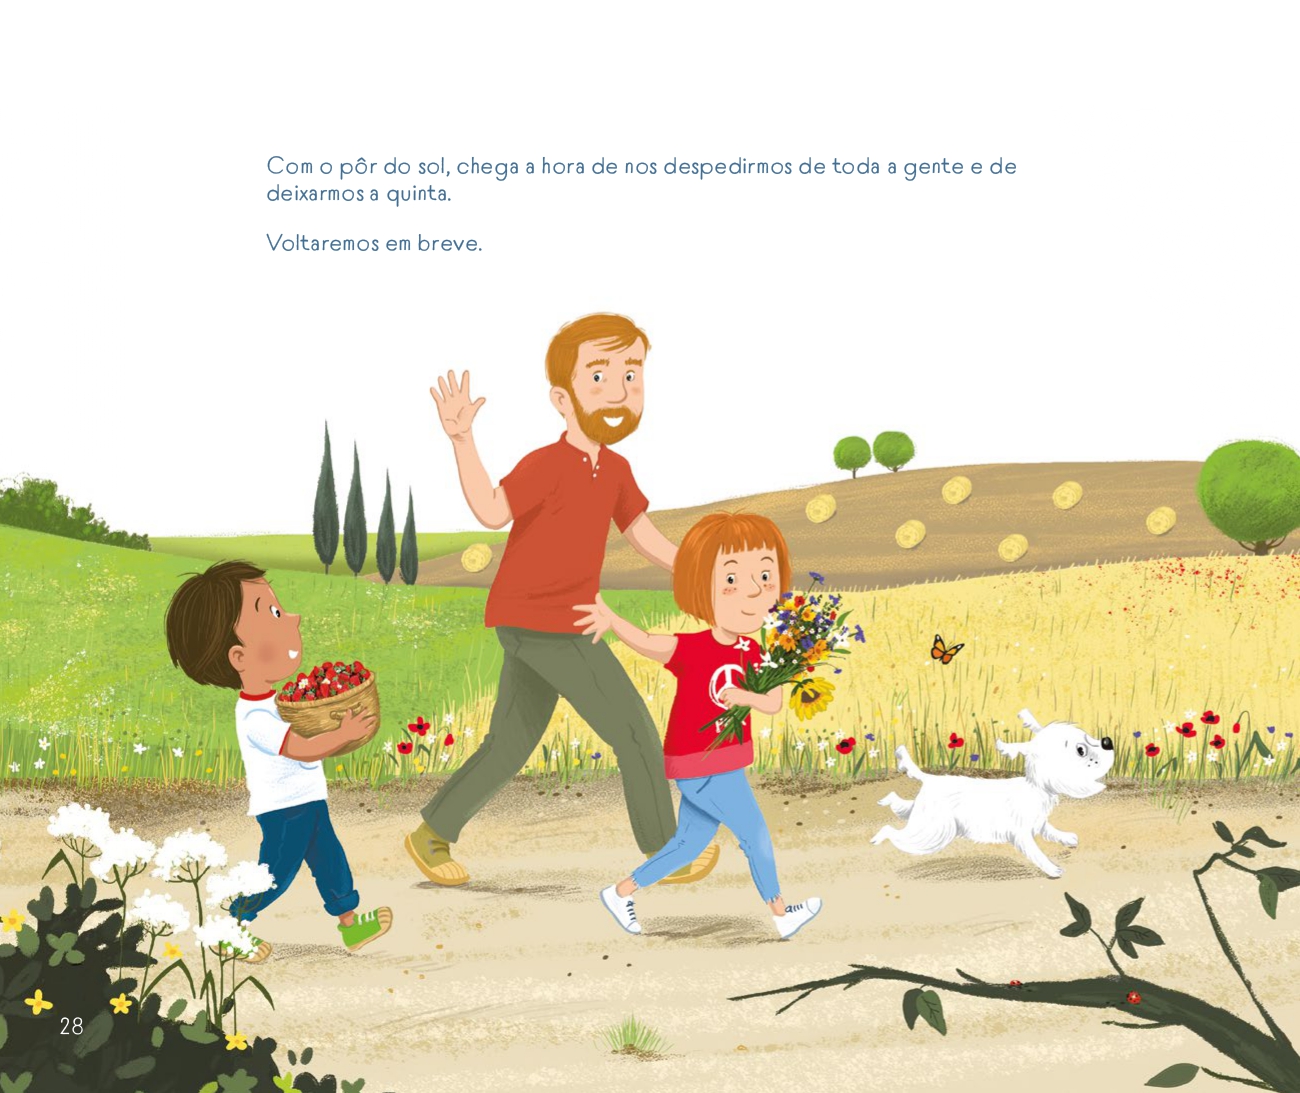 Com o pôr do sol, chega a hora de nos despedirmos de toda a gente e de
deixarmos a quinta.
Voltaremos em breve.
28